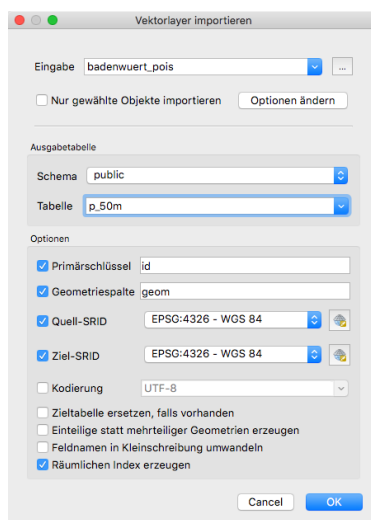 Vektorlayer importieren
Eingabe badenwuert_pois ...
Nur gewählte Objekte importieren Optionen ändern
Ausgabetabelle
Schema public
Tabelle p_50m
Optionen
Primärschlüssel id
Geometriespalte geom
Quell-SRID EPSG:4326 - WGS 84
Ziel-SRID EPSG:4326 - WGS 84
Kodierung UTF-8
Zieltabelle ersetzen, falls vorhanden
Einteilige statt mehrteiliger Geometrien erzeugen
Feldnamen in Kleinschreibung umwandeln
Räumlichen Index erzeugen
Cancel OK